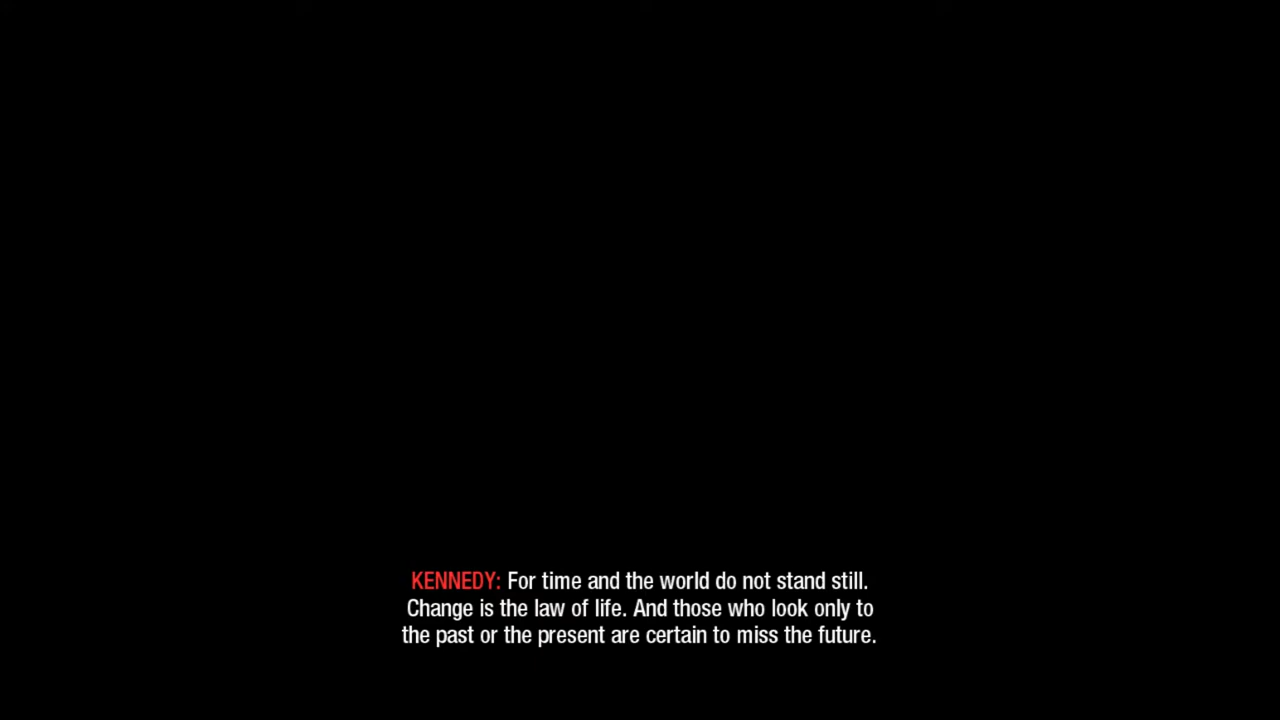 KENNEDY: For time and the world do not stand still.
Change is the law of life. And those who look only to
the past or the present are certain to miss the future.